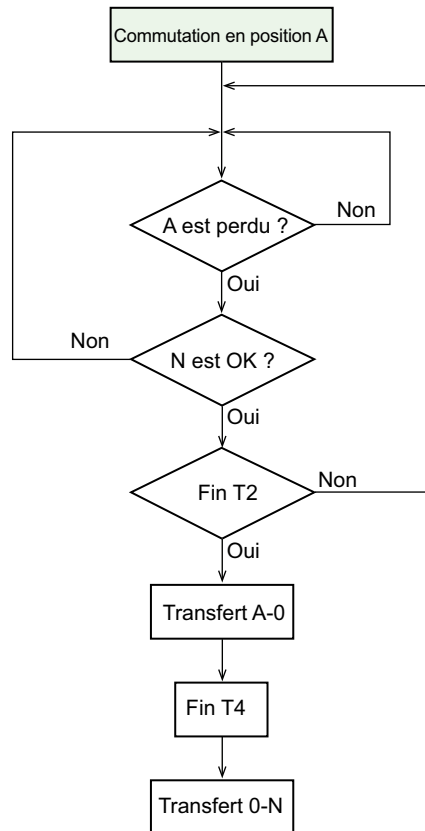 Commutation en position A
A est perdu ?
Non
Oui
Non
N est OK ?
Oui
Fin T2
Non
Oui
Transfert A-0
Fin T4
Transfert 0-N